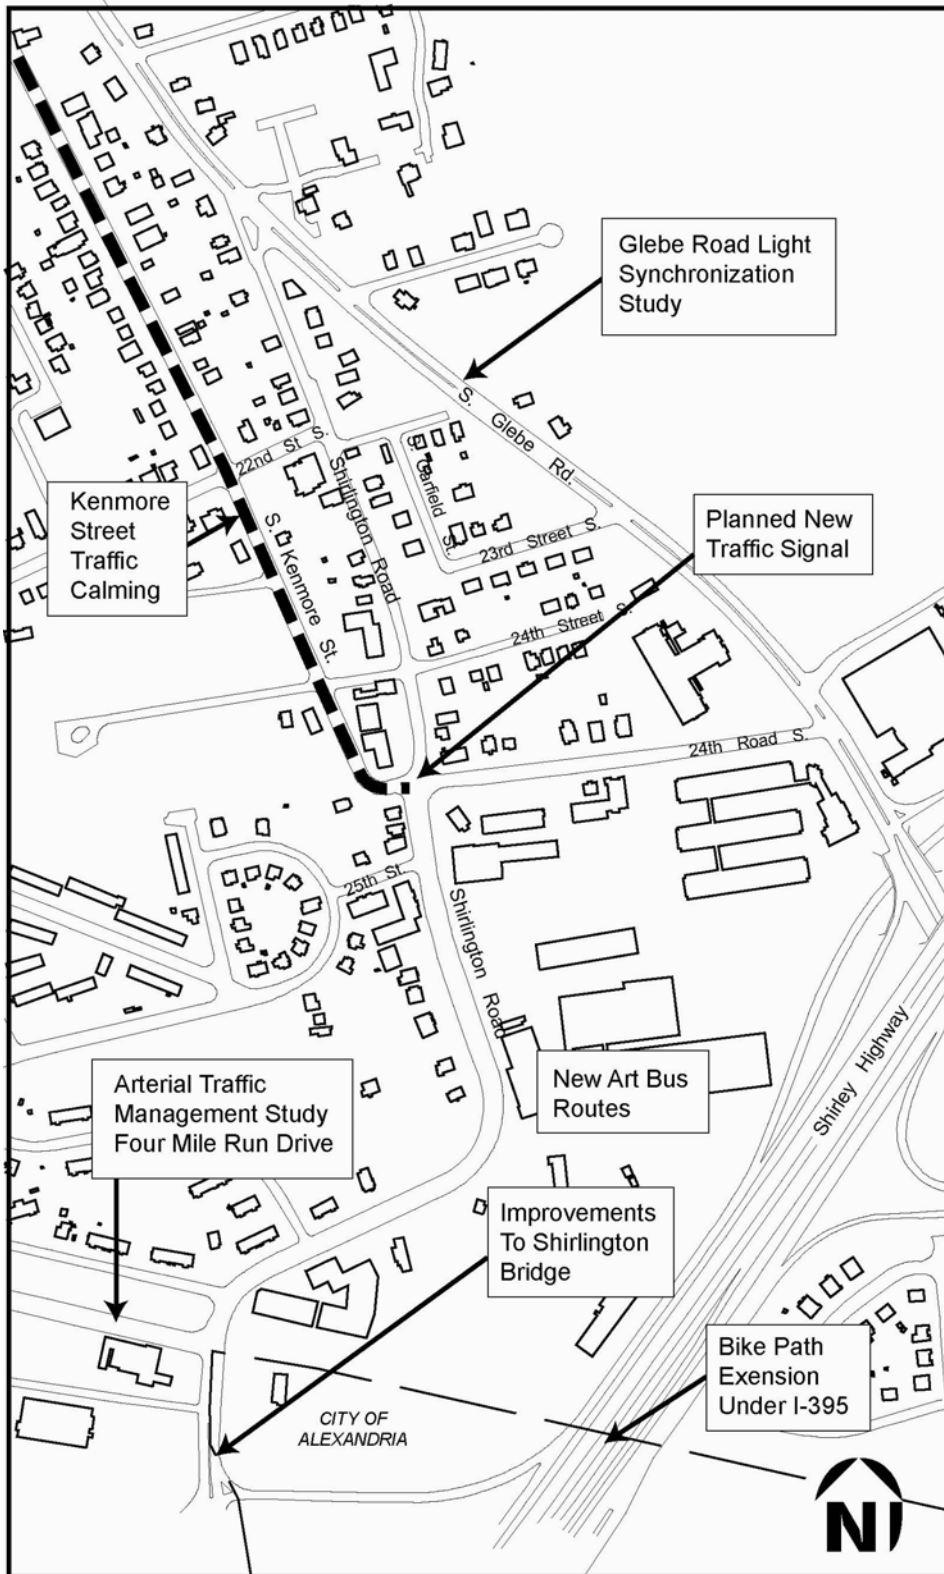 Glebe Road Light
Synchronization
Study
S. Glebe Rd.
22nd St S.
Shirlington Road
S. Garfield St.
Kenmore
Street
Traffic
Calming
S. Kenmore St.
23rd Street S.
Planned New
Traffic Signal
24th Street S.
24th Road S.
25th St.
Shirlington Road
Shirley Highway
New Art Bus
Routes
Arterial Traffic
Management Study
Four Mile Run Drive
Improvements
To Shirlington
Bridge
Bike Path
Exension
Under I-395
CITY OF
ALEXANDRIA
N